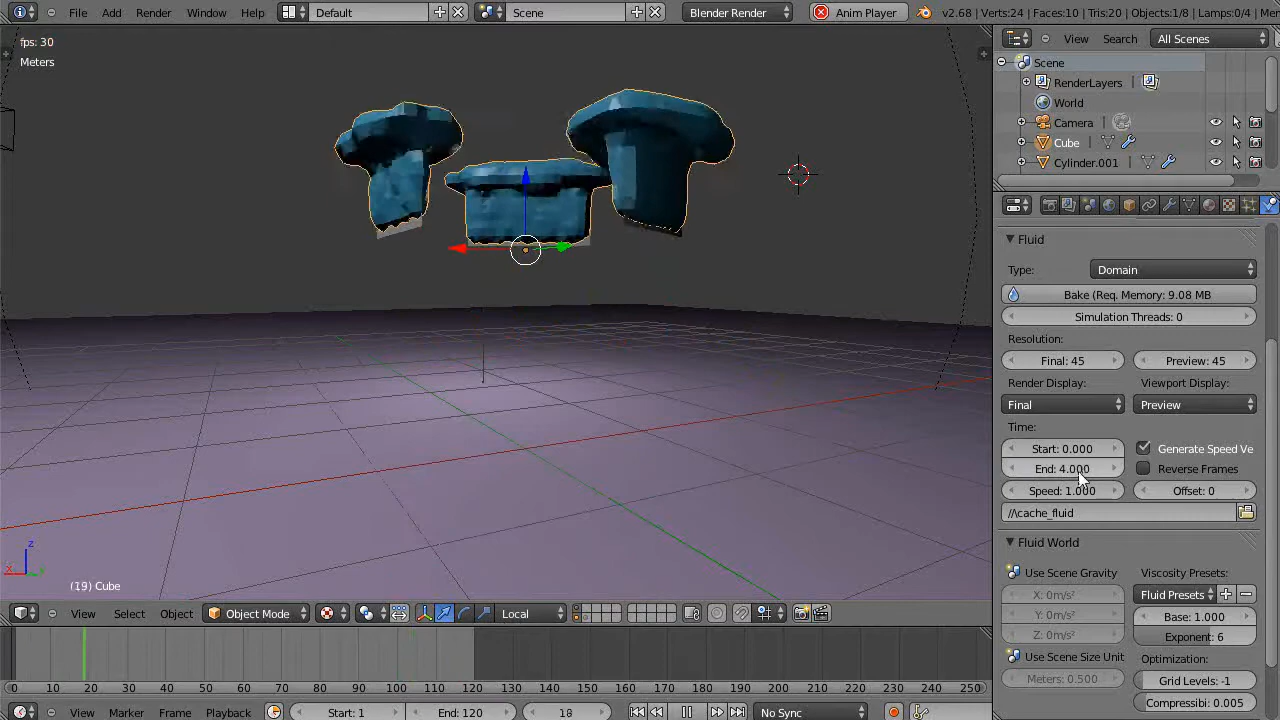 File Add Render Window Help Default Scene Blender Render Anim Player v2.68 | Verts:24 | Faces:10 | Tris:20 | Objects:1/8 | Lamps:0/4 |
fps: 30
Meters
(19) Cube
View Select Object Object Mode Local
0 10 20 30 40 50 60 70 80 90 100 110 120 130 140 150 160 170 180 190 200 210 220 230 240 250
View Marker Frame Playback Start: 1 End: 120 18 No Sync
View Search All Scenes
Scene
RenderLayers
World
Camera
Cube
Cylinder.001
Fluid
Type: Domain
Bake (Req. Memory: 9.08 MB
Simulation Threads: 0
Resolution:
Final: 45 Preview: 45
Render Display: Viewport Display:
Final Preview
Time:
Start: 0.000 Generate Speed Ve
End: 4.000 Reverse Frames
Speed: 1.000 Offset: 0
//\cache_fluid
Fluid World
Use Scene Gravity Viscosity Presets:
X: 0m/s² Fluid Presets
Y: 0m/s² Base: 1.000
Z: 0m/s² Exponent: 6
Use Scene Size Unit Optimization:
Meters: 0.500 Grid Levels: -1
Compressibi: 0.005